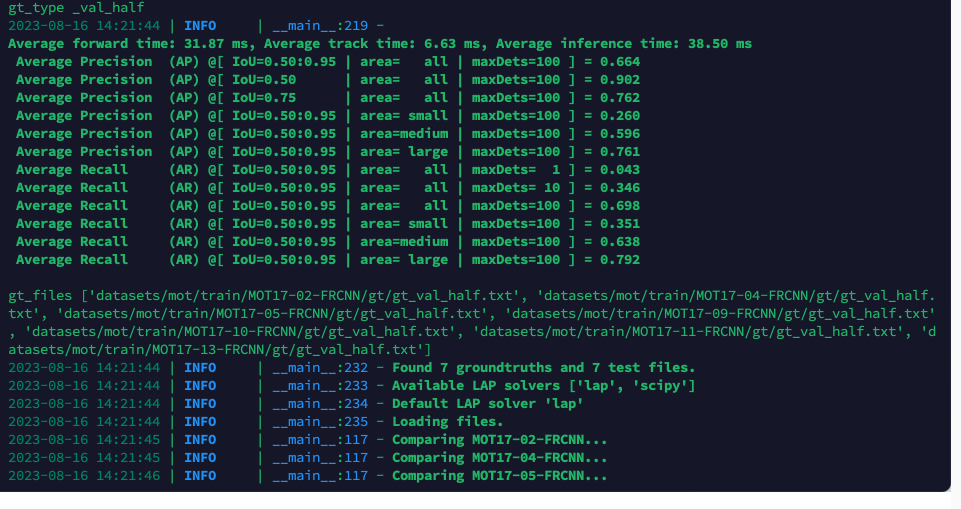 gt_type _val_half
2023-08-16 14:21:44 | INFO     | __main__:219 -
Average forward time: 31.87 ms, Average track time: 6.63 ms, Average inference time: 38.50 ms
 Average Precision  (AP) @[ IoU=0.50:0.95 | area=   all | maxDets=100 ] = 0.664
 Average Precision  (AP) @[ IoU=0.50      | area=   all | maxDets=100 ] = 0.902
 Average Precision  (AP) @[ IoU=0.75      | area=   all | maxDets=100 ] = 0.762
 Average Precision  (AP) @[ IoU=0.50:0.95 | area= small | maxDets=100 ] = 0.260
 Average Precision  (AP) @[ IoU=0.50:0.95 | area=medium | maxDets=100 ] = 0.596
 Average Precision  (AP) @[ IoU=0.50:0.95 | area= large | maxDets=100 ] = 0.761
 Average Recall     (AR) @[ IoU=0.50:0.95 | area=   all | maxDets=  1 ] = 0.043
 Average Recall     (AR) @[ IoU=0.50:0.95 | area=   all | maxDets= 10 ] = 0.346
 Average Recall     (AR) @[ IoU=0.50:0.95 | area=   all | maxDets=100 ] = 0.698
 Average Recall     (AR) @[ IoU=0.50:0.95 | area= small | maxDets=100 ] = 0.351
 Average Recall     (AR) @[ IoU=0.50:0.95 | area=medium | maxDets=100 ] = 0.638
 Average Recall     (AR) @[ IoU=0.50:0.95 | area= large | maxDets=100 ] = 0.792
gt_files ['datasets/mot/train/MOT17-02-FRCNN/gt/gt_val_half.txt', 'datasets/mot/train/MOT17-04-FRCNN/gt/gt_val_half.
txt', 'datasets/mot/train/MOT17-05-FRCNN/gt/gt_val_half.txt', 'datasets/mot/train/MOT17-09-FRCNN/gt/gt_val_half.txt'
, 'datasets/mot/train/MOT17-10-FRCNN/gt/gt_val_half.txt', 'datasets/mot/train/MOT17-11-FRCNN/gt/gt_val_half.txt', 'd
atasets/mot/train/MOT17-13-FRCNN/gt/gt_val_half.txt']
2023-08-16 14:21:44 | INFO     | __main__:232 - Found 7 groundtruths and 7 test files.
2023-08-16 14:21:44 | INFO     | __main__:233 - Available LAP solvers ['lap', 'scipy']
2023-08-16 14:21:44 | INFO     | __main__:234 - Default LAP solver 'lap'
2023-08-16 14:21:44 | INFO     | __main__:235 - Loading files.
2023-08-16 14:21:45 | INFO     | __main__:117 - Comparing MOT17-02-FRCNN...
2023-08-16 14:21:45 | INFO     | __main__:117 - Comparing MOT17-04-FRCNN...
2023-08-16 14:21:46 | INFO     | __main__:117 - Comparing MOT17-05-FRCNN...